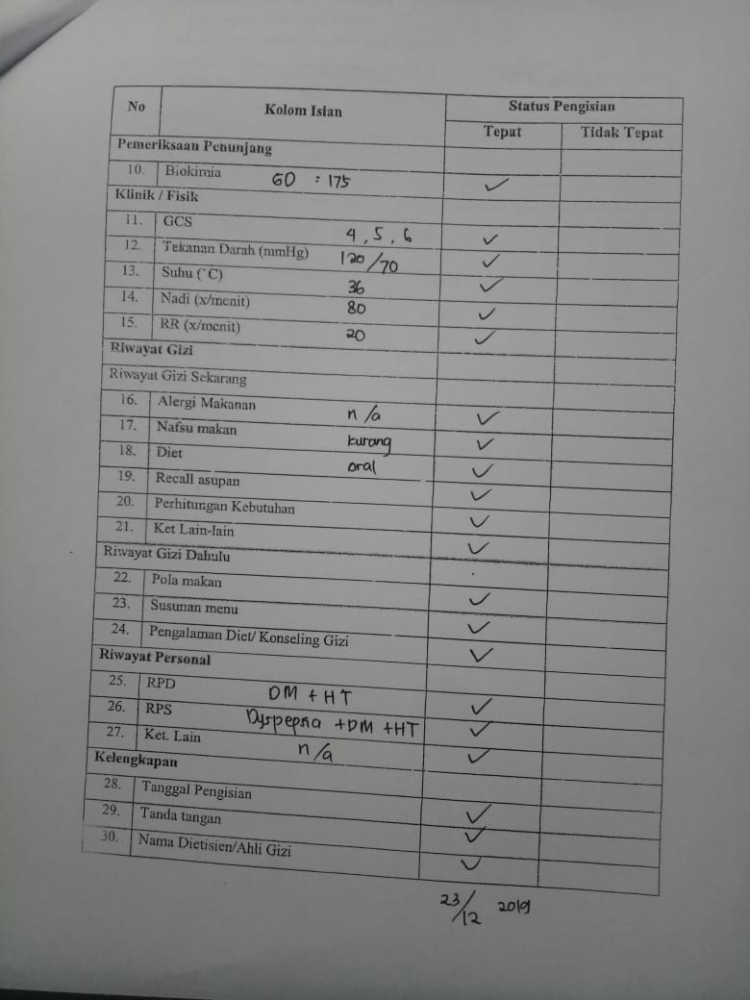 No Kolom Isian Status Pengisian
Tepat Tidak Tepat
Pemeriksaan Penunjang
10. Biokimia GD : 175 ✓
Klinik / Fisik
11. GCS 4, 5, 6 ✓
12. Tekanan Darah (mmHg) 120/70 ✓
13. Suhu (°C) 36 ✓
14. Nadi (x/menit) 80 ✓
15. RR (x/menit) 20 ✓
Riwayat Gizi
Riwayat Gizi Sekarang
16. Alergi Makanan n/a ✓
17. Nafsu makan kurang ✓
18. Diet oral ✓
19. Recall asupan ✓
20. Perhitungan Kebutuhan ✓
21. Ket Lain-lain ✓
Riwayat Gizi Dahulu
22. Pola makan ✓
23. Susunan menu ✓
24. Pengalaman Diet/ Konseling Gizi ✓
Riwayat Personal
25. RPD DM + HT ✓
26. RPS Dyspepsia + DM + HT ✓
27. Ket. Lain n/a ✓
Kelengkapan
28. Tanggal Pengisian ✓
29. Tanda tangan ✓
30. Nama Dietisien/Ahli Gizi ✓
23/12 2019